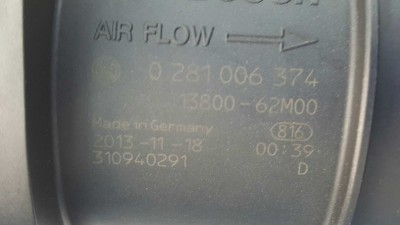 AIR FLOW
0 281 006 374
13800-62M00
Made in Germany
816
2013-11-18 00:39
310940291 D